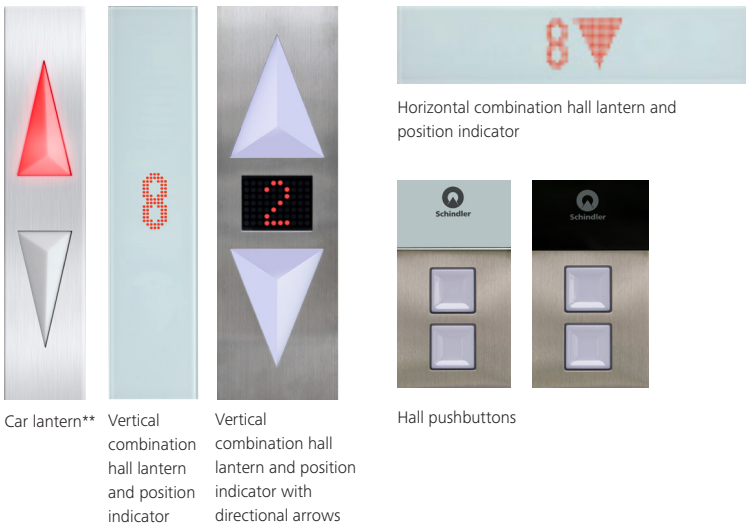 8
2
Car lantern**
Vertical
combination
hall lantern
and position
indicator
Vertical
combination hall
lantern and position
indicator with
directional arrows
8
Horizontal combination hall lantern and
position indicator
Schindler
Schindler
Hall pushbuttons